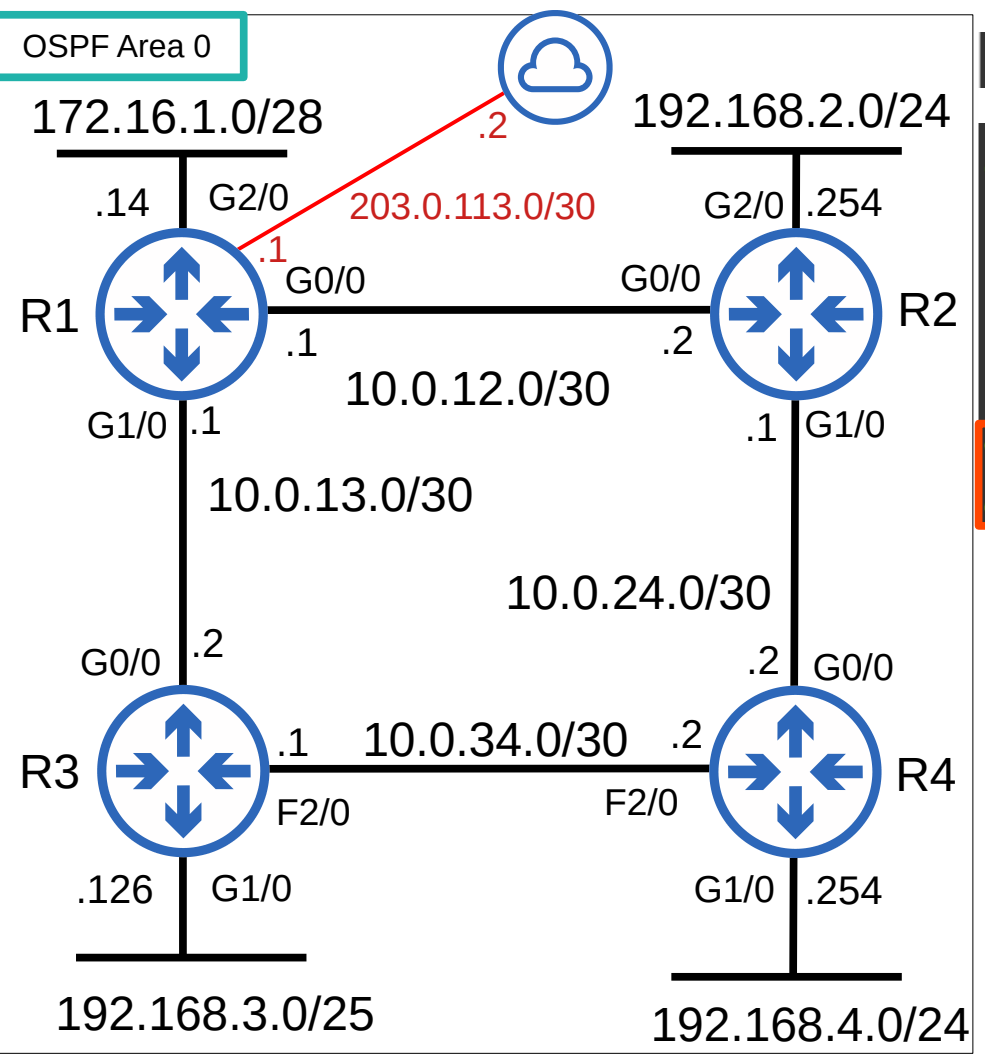 OSPF Area 0
172.16.1.0/28
192.168.2.0/24
.2
.14
G2/0
203.0.113.0/30
G2/0
.254
.1
G0/0
G0/0
R1
R2
.1
.2
10.0.12.0/30
G1/0
.1
.1
G1/0
10.0.13.0/30
10.0.24.0/30
.2
G0/0
.2
G0/0
.1
10.0.34.0/30
.2
R3
R4
F2/0
F2/0
.126
G1/0
G1/0
.254
192.168.3.0/25
192.168.4.0/24